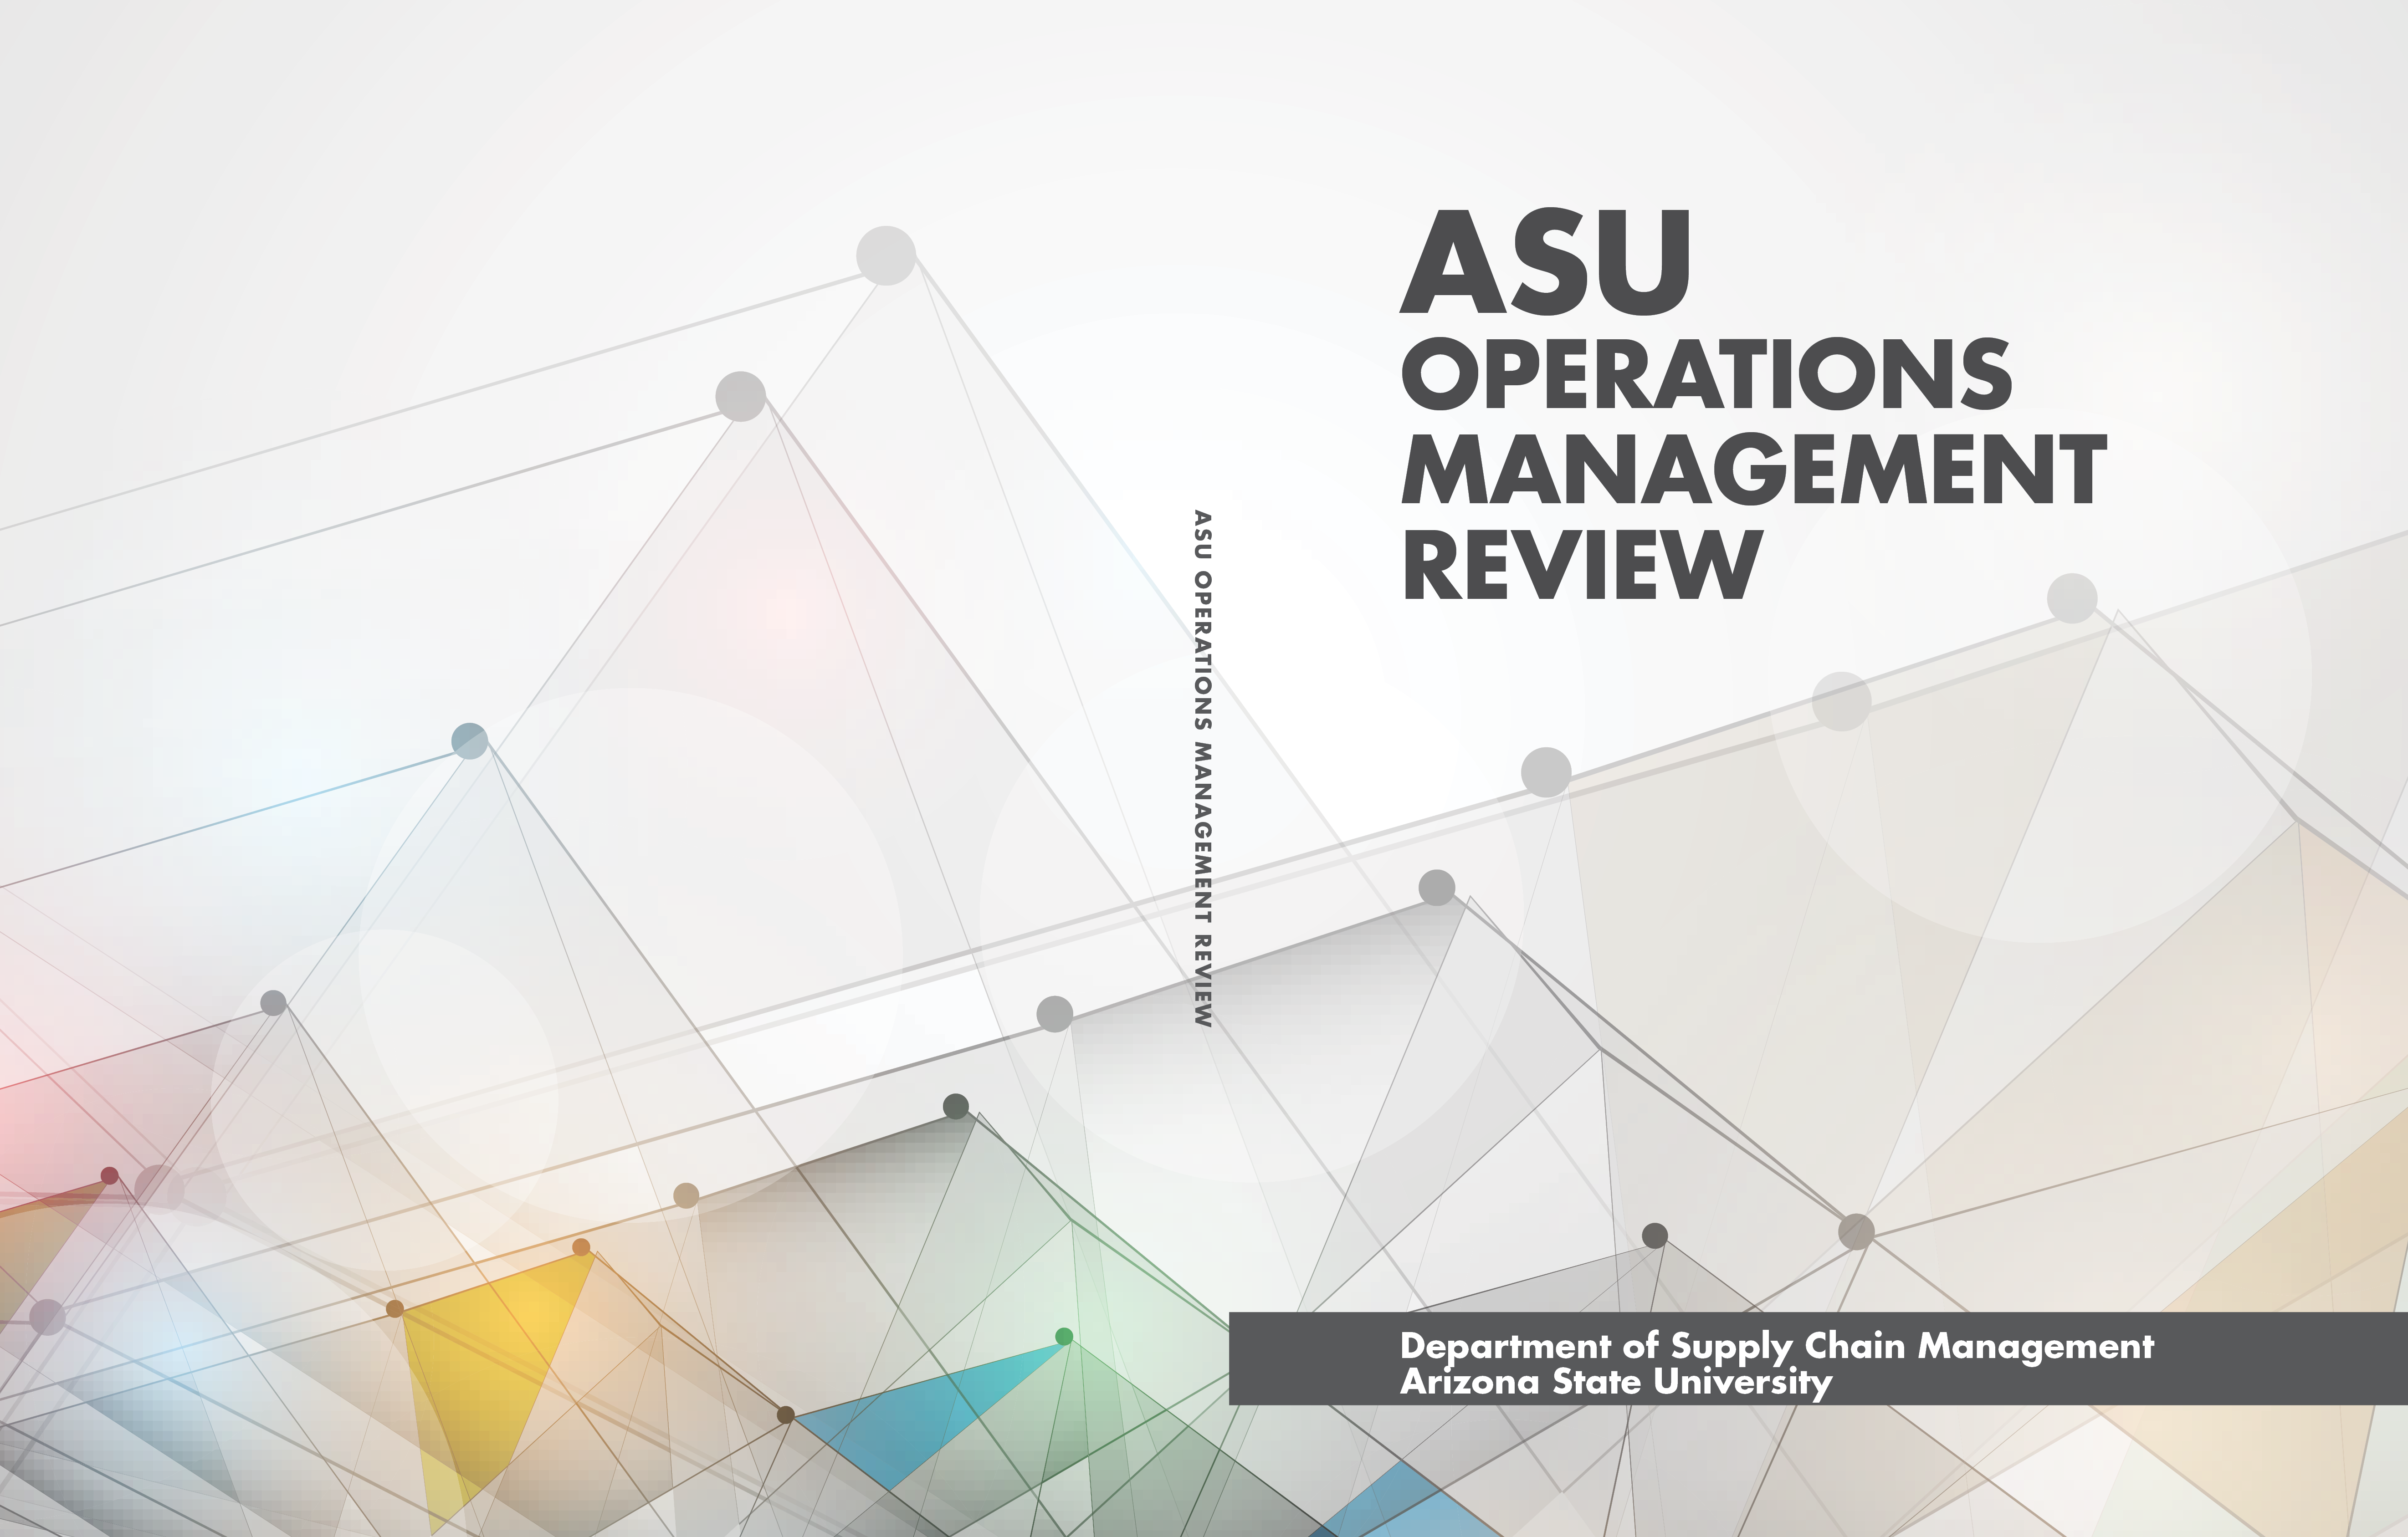 ASU OPERATIONS MANAGEMENT REVIEW
ASU
OPERATIONS
MANAGEMENT
REVIEW
Department of Supply Chain Management
Arizona State University